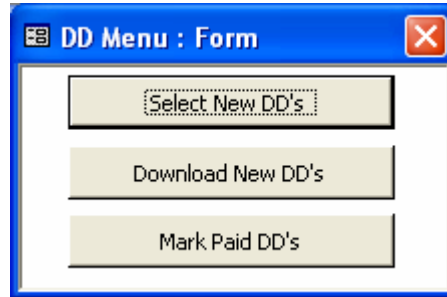 DD Menu : Form
Select New DD's
Download New DD's
Mark Paid DD's